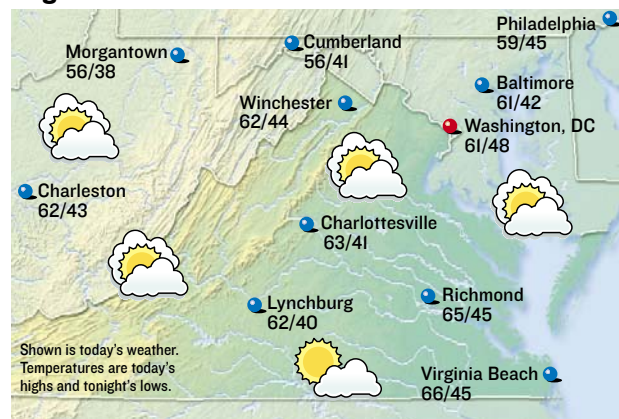 Philadelphia
59/45
Morgantown
56/38
Cumberland
56/41
Baltimore
61/42
Winchester
62/44
Washington, DC
61/48
Charleston
62/43
Charlottesville
63/41
Lynchburg
62/40
Richmond
65/45
Shown is today's weather.
Temperatures are today's
highs and tonight's lows.
Virginia Beach
66/45